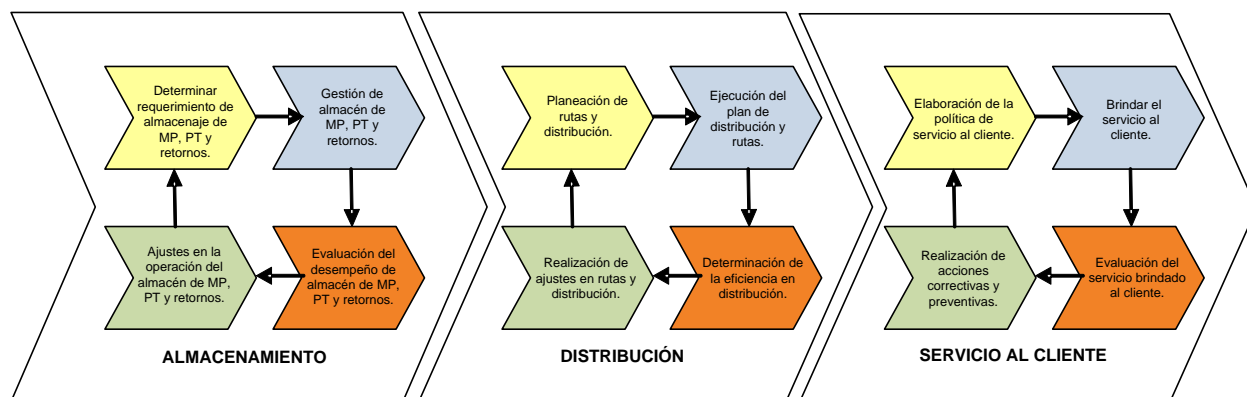 Determinar
requerimiento de
almacenaje de
MP, PT y
retornos.
Gestión de
almacén de
MP, PT y
retornos.
Ajustes en la
operación del
almacén de MP,
PT y retornos.
Evaluación del
desempeño de
almacén de MP,
PT y retornos.
ALMACENAMIENTO
Planeación de
rutas y
distribución.
Ejecución del
plan de
distribución y
rutas.
Realización de
ajustes en rutas y
distribución.
Determinación de
la eficiencia en
distribución.
DISTRIBUCIÓN
Elaboración de la
política de
servicio al cliente.
Brindar el
servicio al
cliente.
Realización de
acciones
correctivas y
preventivas.
Evaluación del
servicio brindado
al cliente.
SERVICIO AL CLIENTE